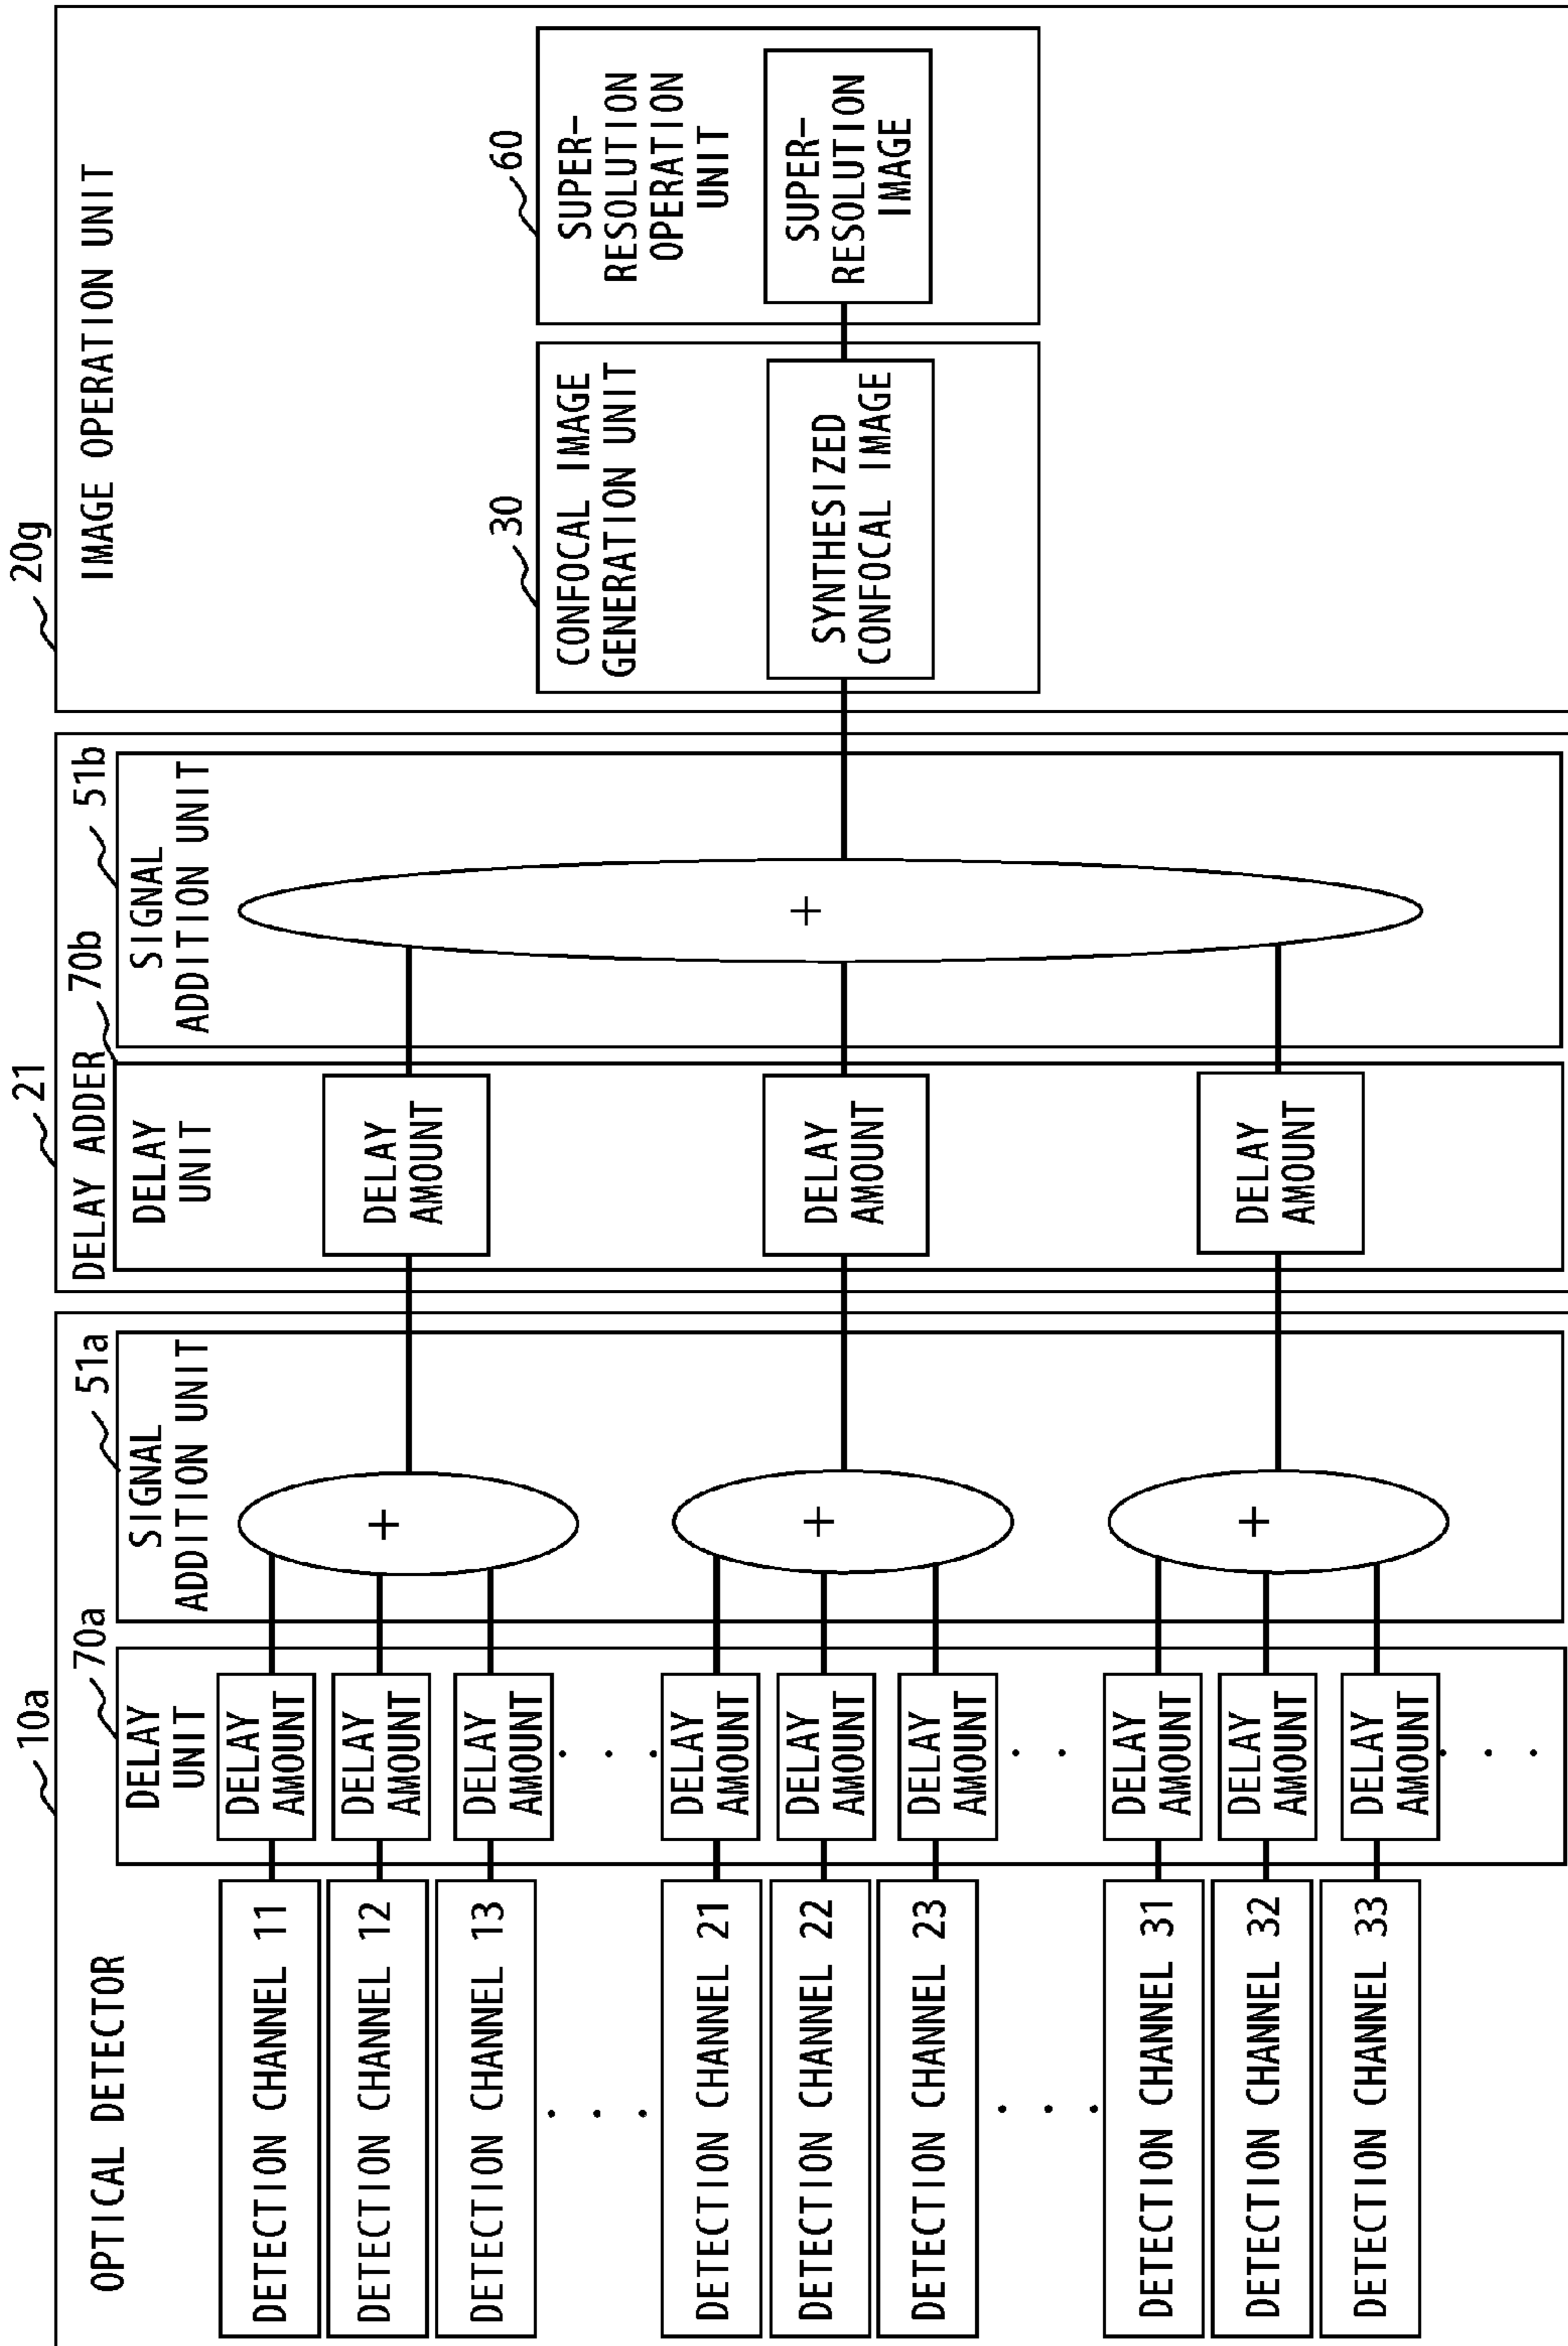 10a
OPTICAL DETECTOR
DETECTION CHANNEL 11
DETECTION CHANNEL 12
DETECTION CHANNEL 13
. . .
DETECTION CHANNEL 21
DETECTION CHANNEL 22
DETECTION CHANNEL 23
. . .
DETECTION CHANNEL 31
DETECTION CHANNEL 32
DETECTION CHANNEL 33
70a
DELAY
UNIT
DELAY
AMOUNT
DELAY
AMOUNT
DELAY
AMOUNT
. . .
DELAY
AMOUNT
DELAY
AMOUNT
DELAY
AMOUNT
. .
DELAY
AMOUNT
DELAY
AMOUNT
DELAY
AMOUNT
. . .
51a
SIGNAL
ADDITION UNIT
+
+
+
21
DELAY ADDER
70b
DELAY
UNIT
DELAY
AMOUNT
DELAY
AMOUNT
DELAY
AMOUNT
51b
SIGNAL
ADDITION UNIT
+
20g
IMAGE OPERATION UNIT
30
CONFOCAL IMAGE
GENERATION UNIT
SYNTHESIZED
CONFOCAL IMAGE
60
SUPER-
RESOLUTION
OPERATION
UNIT
SUPER-
RESOLUTION
IMAGE